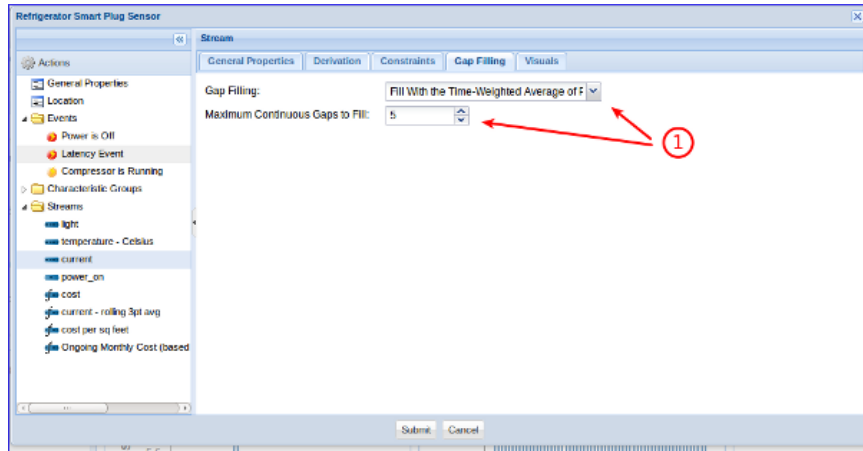 Refrigerator Smart Plug Sensor
Stream
Actions
General Properties
Location
Events
Power is Off
Latency Event
Compressor is Running
Characteristic Groups
Streams
light
temperature - Celsius
current
power_on
cost
current - rolling 3pt avg
cost per sq feet
Ongoing Monthly Cost (based
General Properties Derivation Constraints Gap Filling Visuals
Gap Filling: Fill With the Time-Weighted Average of F
Maximum Continuous Gaps to Fill: 5
1
Submit Cancel